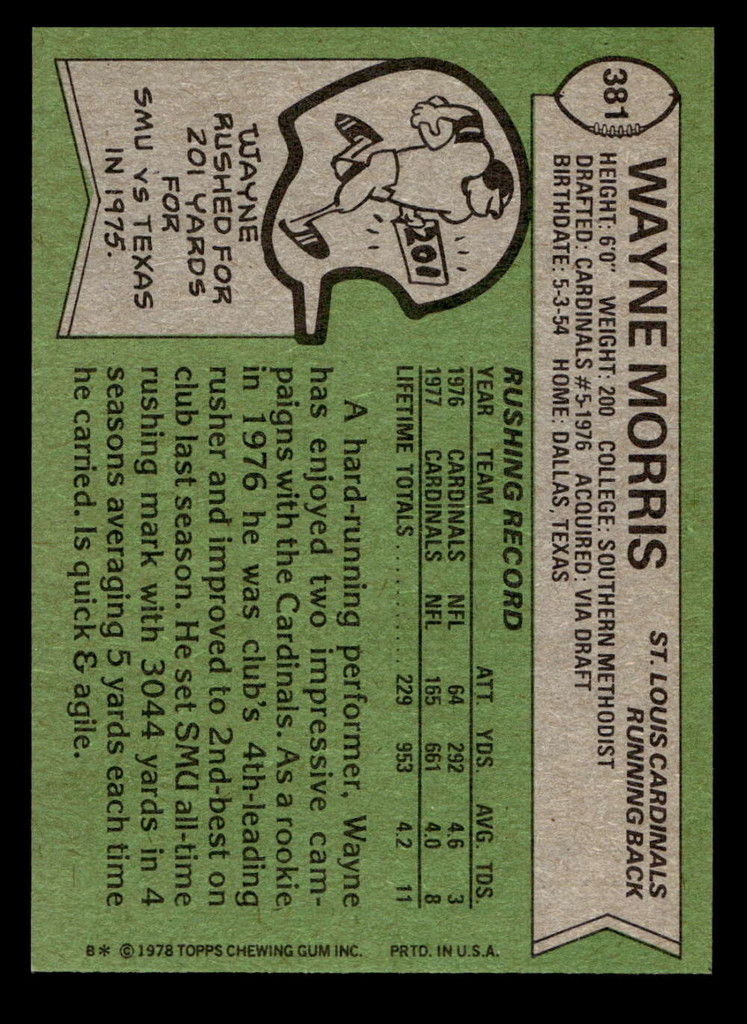 381
WAYNE MORRIS
ST. LOUIS CARDINALS
RUNNING BACK
HEIGHT: 6'0" WEIGHT: 200 COLLEGE: SOUTHERN METHODIST
DRAFTED: CARDINALS #5-1976 ACQUIRED: VIA DRAFT
BIRTHDATE: 5-3-54 HOME: DALLAS, TEXAS
201
WAYNE
RUSHED FOR
201 YARDS
FOR
SMU VS TEXAS
IN 1975.
RUSHING RECORD
YEAR TEAM ATT. YDS. AVG. TDS.
1976 CARDINALS NFL 64 292 4.6 3
1977 CARDINALS NFL 165 661 4.0 8
LIFETIME TOTALS.......... 229 953 4.2 11
A hard-running performer, Wayne
has enjoyed two impressive cam-
paigns with the Cardinals. As a rookie
in 1976 he was club's 4th-leading
rusher and improved to 2nd-best on
club last season. He set SMU all-time
rushing mark with 3044 yards in 4
seasons averaging 5 yards each time
he carried. Is quick & agile.
B* © 1978 TOPPS CHEWING GUM INC. PRTD. IN U.S.A.